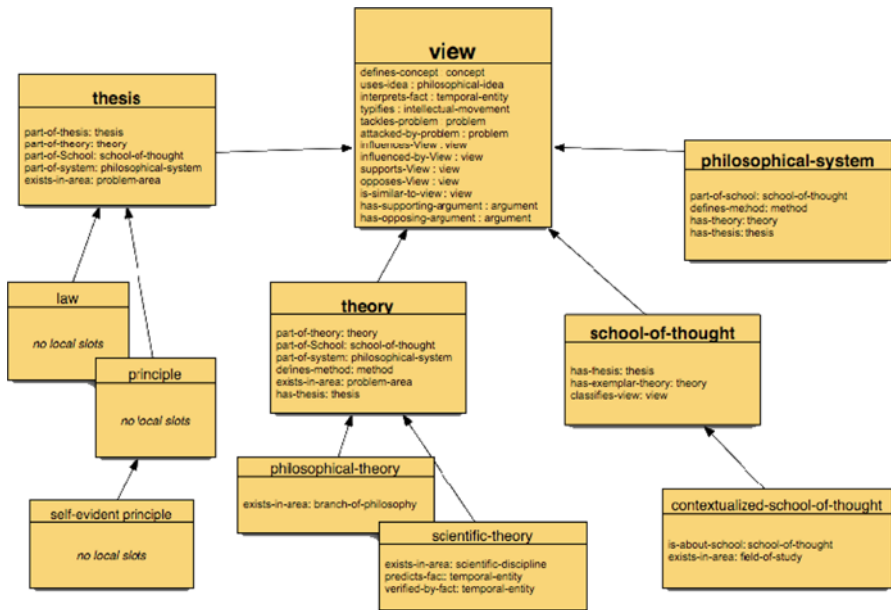 view
defines-concept : concept
uses-idea : philosophical-idea
interprets-fact : temporal-entity
typifies : intellectual-movement
tackles-problem : problem
attacked-by-problem : problem
influences-View : view
influenced-by-View : view
supports-View : view
opposes-View : view
is-similar-to-view : view
has-supporting-argument : argument
has-opposing-argument : argument
thesis
part-of-thesis: thesis
part-of-theory: theory
part-of-School: school-of-thought
part-of-system: philosophical-system
exists-in-area: problem-area
philosophical-system
part-of-school: school-of-thought
defines-method: method
has-theory: theory
has-thesis: thesis
law
no local slots
principle
no local slots
self-evident principle
no local slots
theory
part-of-theory: theory
part-of-School: school-of-thought
part-of-system: philosophical-system
defines-method: method
exists-in-area: problem-area
has-thesis: thesis
school-of-thought
has-thesis: thesis
has-exemplar-theory: theory
classifies-view: view
philosophical-theory
exists-in-area: branch-of-philosophy
scientific-theory
exists-in-area: scientific-discipline
predicts-fac:: temporal-entity
verified-by-fact: temporal-entity
contextualized-school-of-thought
is-about-school: school-of-thought
exists-in-area: field-of-study